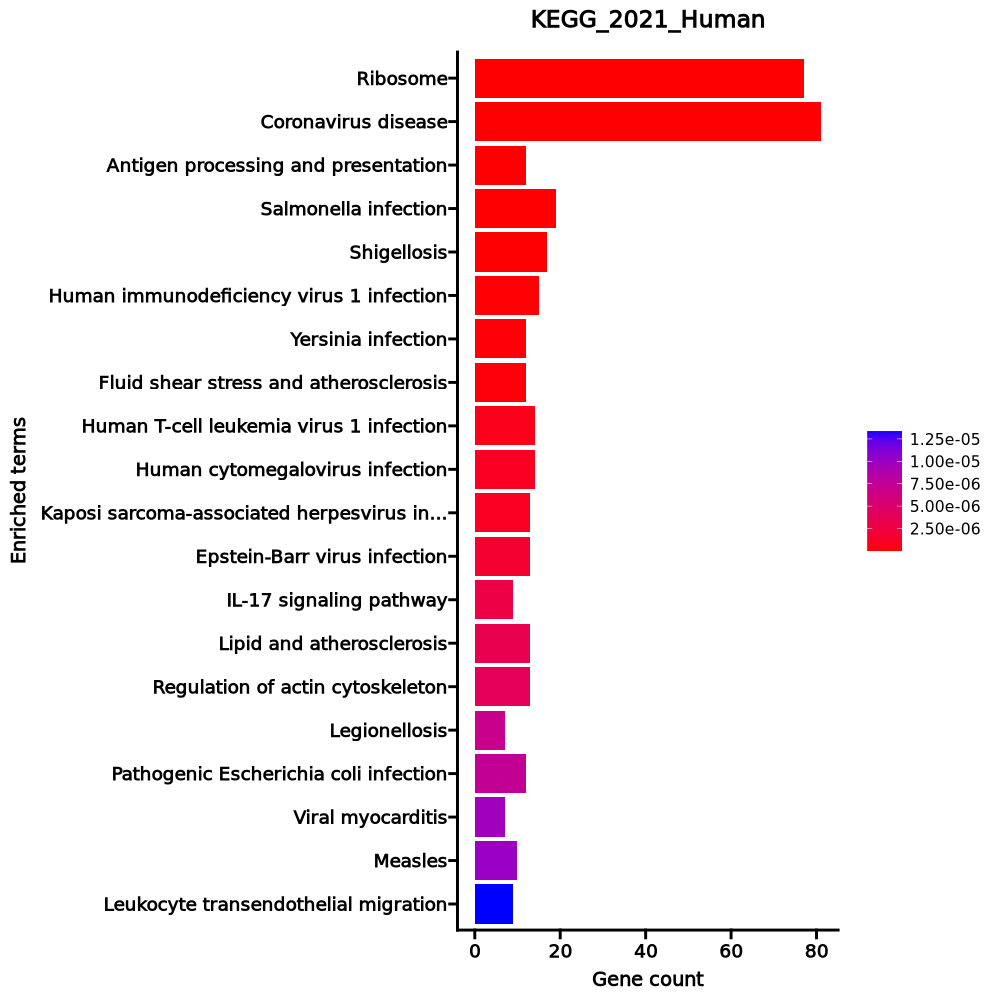 KEGG_2021_Human
Enriched terms
Ribosome
Coronavirus disease
Antigen processing and presentation
Salmonella infection
Shigellosis
Human immunodeficiency virus 1 infection
Yersinia infection
Fluid shear stress and atherosclerosis
Human T-cell leukemia virus 1 infection
Human cytomegalovirus infection
Kaposi sarcoma-associated herpesvirus in...
Epstein-Barr virus infection
IL-17 signaling pathway
Lipid and atherosclerosis
Regulation of actin cytoskeleton
Legionellosis
Pathogenic Escherichia coli infection
Viral myocarditis
Measles
Leukocyte transendothelial migration
0 20 40 60 80
Gene count
1.25e-05
1.00e-05
7.50e-06
5.00e-06
2.50e-06